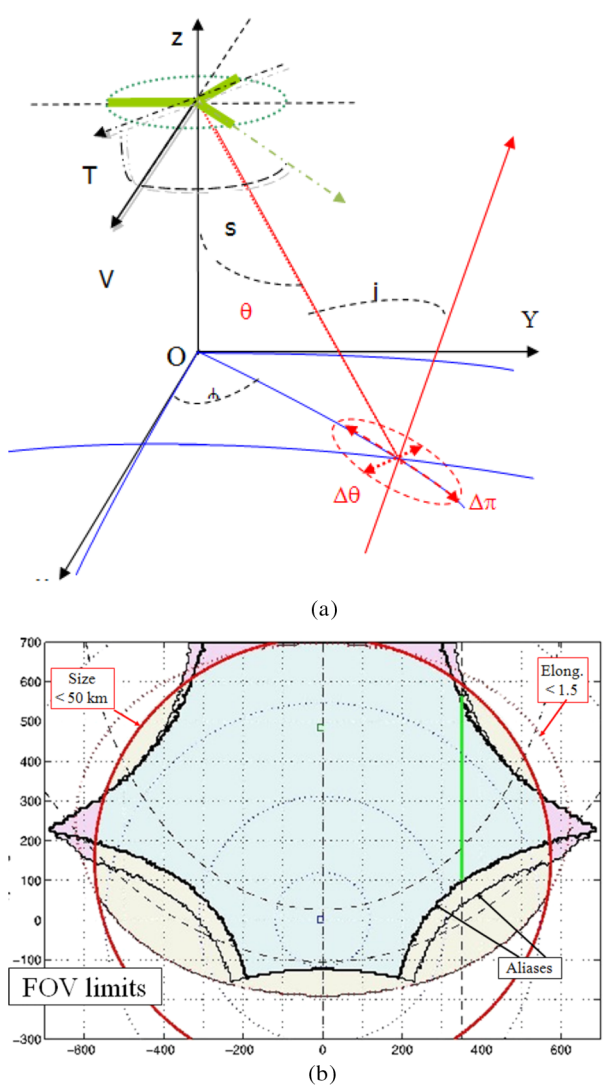 z
T
s
V
j
θ
Y
O
ϕ
Δθ
Δπ
(a)
700
Size
< 50 km
Elong.
< 1.5
600
500
400
300
200
100
0
-100
Aliases
FOV limits
-300
-800
-600
-400
-200
0
200
400
600
(b)